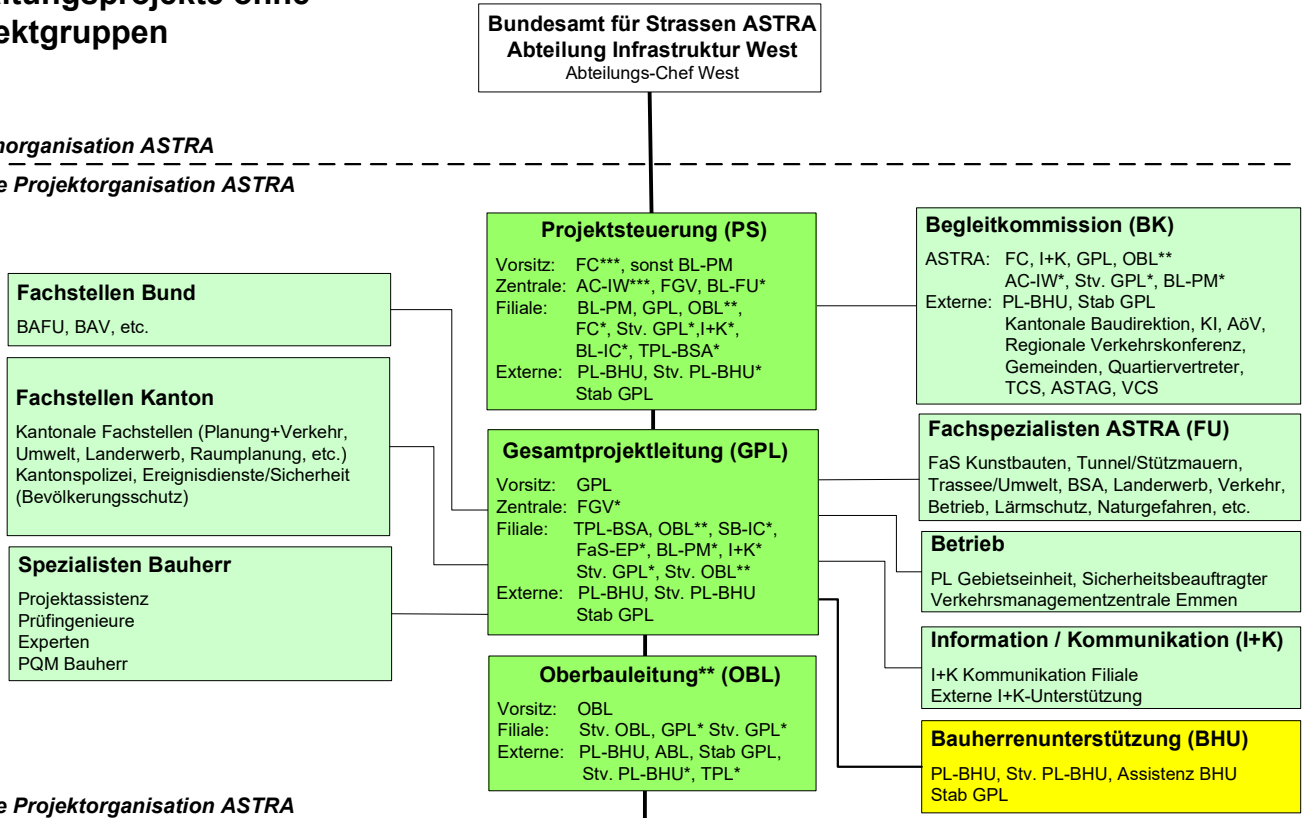 ltungsprojekte ohne
ektgruppen
Bundesamt für Strassen ASTRA
Abteilung Infrastruktur West
Abteilungs-Chef West
norganisation ASTRA
e Projektorganisation ASTRA
Projektsteuerung (PS)
Vorsitz: FC***, sonst BL-PM
Zentrale: AC-IW***, FGV, BL-FU*
Filiale: BL-PM, GPL, OBL**,
FC*, Stv. GPL*,I+K*,
BL-IC*, TPL-BSA*
Externe: PL-BHU, Stv. PL-BHU*
Stab GPL
Begleitkommission (BK)
ASTRA: FC, I+K, GPL, OBL**
AC-IW*, Stv. GPL*, BL-PM*
Externe: PL-BHU, Stab GPL
Kantonale Baudirektion, KI, AöV,
Regionale Verkehrskonferenz,
Gemeinden, Quartiervertreter,
TCS, ASTAG, VCS
Fachstellen Bund
BAFU, BAV, etc.
Fachstellen Kanton
Kantonale Fachstellen (Planung+Verkehr,
Umwelt, Landerwerb, Raumplanung, etc.)
Kantonspolizei, Ereignisdienste/Sicherheit
(Bevölkerungsschutz)
Gesamtprojektleitung (GPL)
Vorsitz: GPL
Zentrale: FGV*
Filiale: TPL-BSA, OBL**, SB-IC*,
FaS-EP*, BL-PM*, I+K*
Stv. GPL*, Stv. OBL**
Externe: PL-BHU, Stv. PL-BHU
Stab GPL
Fachspezialisten ASTRA (FU)
FaS Kunstbauten, Tunnel/Stützmauern,
Trassee/Umwelt, BSA, Landerwerb, Verkehr,
Betrieb, Lärmschutz, Naturgefahren, etc.
Betrieb
PL Gebietseinheit, Sicherheitsbeauftragter
Verkehrsmanagementzentrale Emmen
Spezialisten Bauherr
Projektassistenz
Prüfingenieure
Experten
PQM Bauherr
Information / Kommunikation (I+K)
I+K Kommunikation Filiale
Externe I+K-Unterstützung
Oberbauleitung** (OBL)
Vorsitz: OBL
Filiale: Stv. OBL, GPL* Stv. GPL*
Externe: PL-BHU, ABL, Stab GPL,
Stv. PL-BHU*, TPL*
Bauherrenunterstützung (BHU)
PL-BHU, Stv. PL-BHU, Assistenz BHU
Stab GPL
e Projektorganisation ASTRA